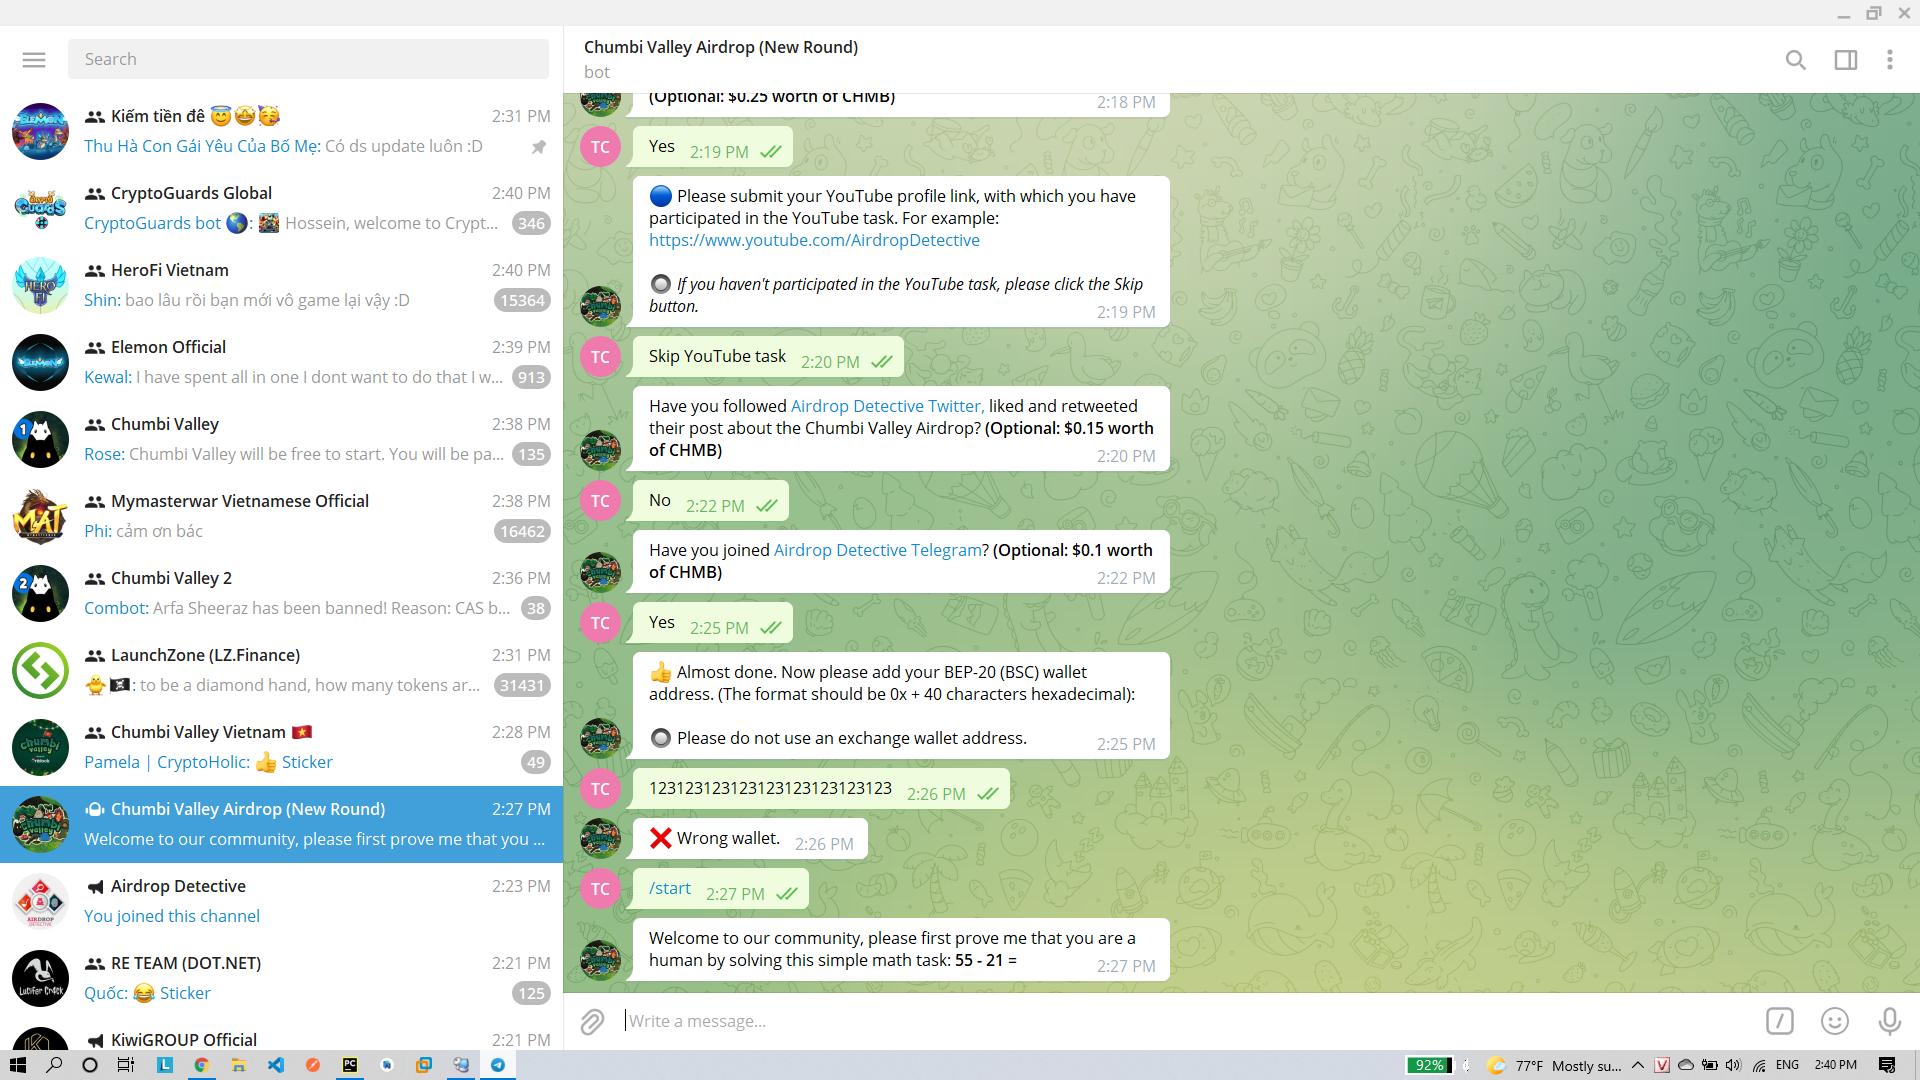 Search
Kiếm tiền đê 😇🤩🥳
2:31 PM
Thu Hà Con Gái Yêu Của Bố Mẹ: Có ds update luôn :D
CryptoGuards Global
2:40 PM
CryptoGuards bot 🌎: Hossein, welcome to Crypt...
346
HeroFi Vietnam
2:40 PM
Shin: bao lâu rồi bạn mới vô game lại vậy :D
15364
Elemon Official
2:39 PM
Kewal: I have spent all in one I dont want to do that I w...
913
Chumbi Valley
2:38 PM
Rose: Chumbi Valley will be free to start. You will be pa...
135
Mymasterwar Vietnamese Official
2:38 PM
Phi: cảm ơn bác
16462
Chumbi Valley 2
2:36 PM
Combot: Arfa Sheeraz has been banned! Reason: CAS b...
38
LaunchZone (LZ.Finance)
2:31 PM
🐥🏴‍☠️: to be a diamond hand, how many tokens ar...
31431
Chumbi Valley Vietnam 🇻🇳
2:28 PM
Pamela | CryptoHolic: 👍 Sticker
49
Chumbi Valley Airdrop (New Round)
2:27 PM
Welcome to our community, please first prove me that you ...
Airdrop Detective
2:23 PM
You joined this channel
RE TEAM (DOT.NET)
2:21 PM
Quốc: 😂 Sticker
125
KiwiGROUP Official
2:21 PM
Chumbi Valley Airdrop (New Round)
bot
(Optional: $0.25 worth of CHMB)
2:18 PM
TC
Yes
2:19 PM
🔵 Please submit your YouTube profile link, with which you have
participated in the YouTube task. For example:
https://www.youtube.com/AirdropDetective
🔘 If you haven't participated in the YouTube task, please click the Skip
button.
2:19 PM
TC
Skip YouTube task
2:20 PM
Have you followed Airdrop Detective Twitter, liked and retweeted
their post about the Chumbi Valley Airdrop? (Optional: $0.15 worth
of CHMB)
2:20 PM
TC
No
2:22 PM
Have you joined Airdrop Detective Telegram? (Optional: $0.1 worth
of CHMB)
2:22 PM
TC
Yes
2:25 PM
👍 Almost done. Now please add your BEP-20 (BSC) wallet
address. (The format should be 0x + 40 characters hexadecimal):
🔘 Please do not use an exchange wallet address.
2:25 PM
TC
123123123123123123123123123
2:26 PM
❌ Wrong wallet.
2:26 PM
TC
/start
2:27 PM
Welcome to our community, please first prove me that you are a
human by solving this simple math task: 55 - 21 =
2:27 PM
Write a message...
92%
77°F Mostly su...
ENG
2:40 PM